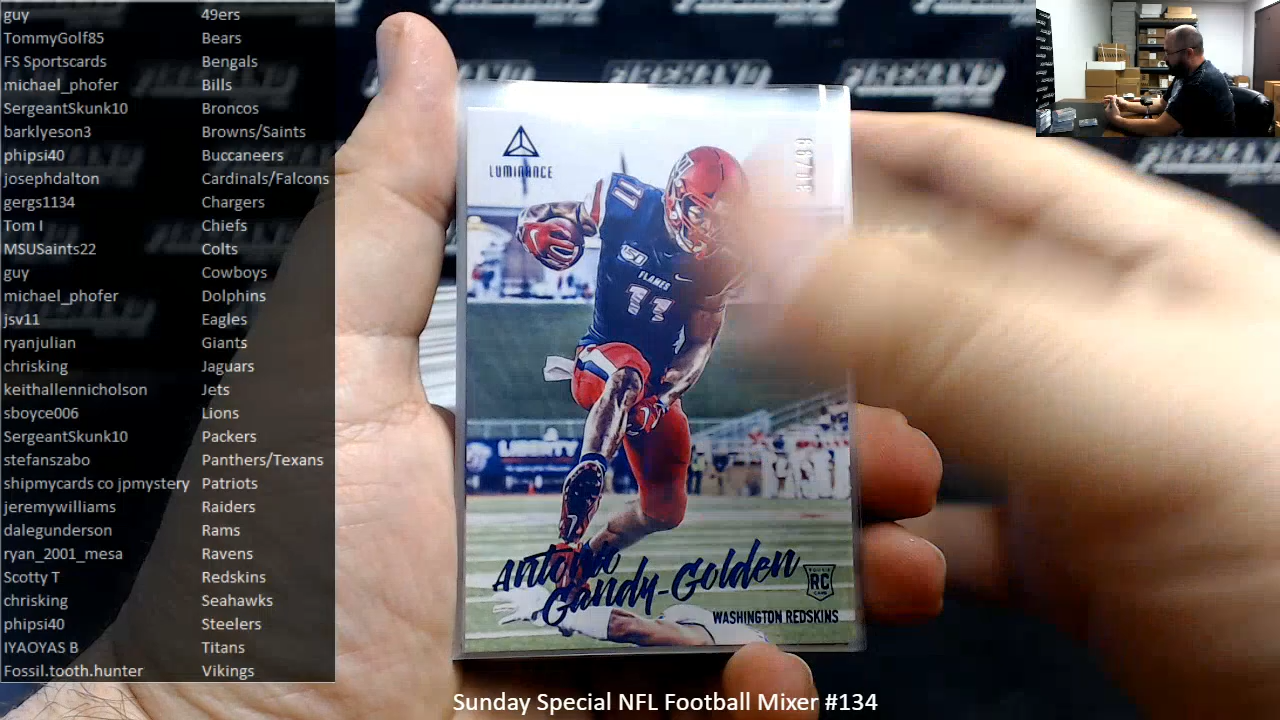 guy 49ers
TommyGolf85 Bears
FS Sportscards Bengals
michael_phofer Bills
SergeantSkunk10 Broncos
barklyeson3 Browns/Saints
phipsi40 Buccaneers
josephdalton Cardinals/Falcons
gergs1134 Chargers
Tom I Chiefs
MSUSaints22 Colts
guy Cowboys
michael_phofer Dolphins
jsv11 Eagles
ryanjulian Giants
chrisking Jaguars
keithallennicholson Jets
sboyce006 Lions
SergeantSkunk10 Packers
stefanszabo Panthers/Texans
shipmycards co jpmystery Patriots
jeremywilliams Raiders
dalegunderson Rams
ryan_2001_mesa Ravens
Scotty T Redskins
chrisking Seahawks
phipsi40 Steelers
IYAOYAS B Titans
Fossil.tooth.hunter Vikings
LUMINANCE
11
150
FLAMES
11
LIBERTY
Antonio
Gandy-Golden
RC
WASHINGTON REDSKINS
Sunday Special NFL Football Mixer #134